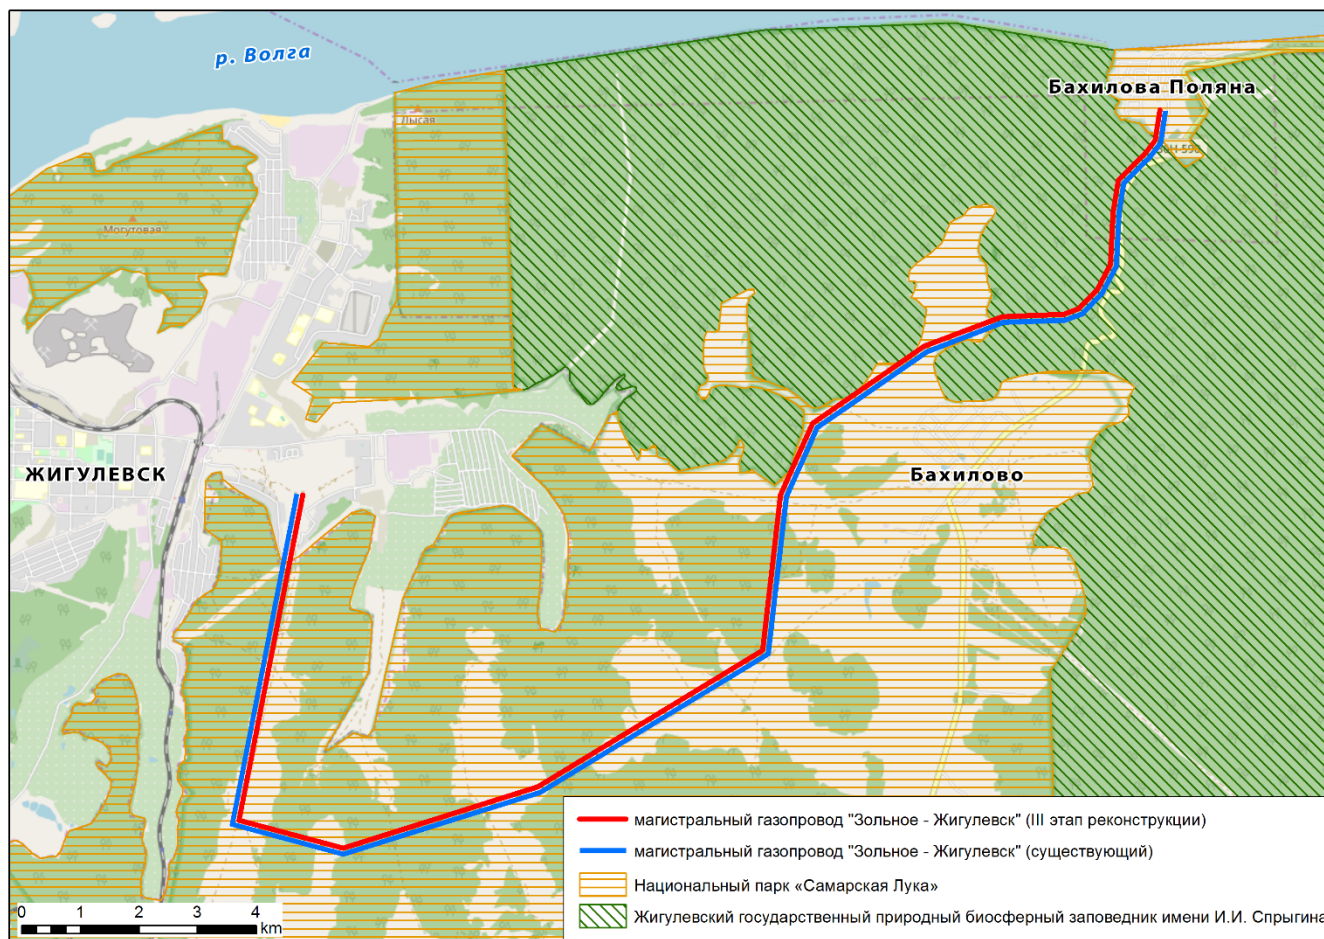 р. Волга
Бахилова Поляна
Лысая
Могутовая
ЖИГУЛЕВСК
Бахилово
магистральный газопровод "Зольное - Жигулевск" (III этап реконструкции)
магистральный газопровод "Зольное - Жигулевск" (существующий)
Национальный парк «Самарская Лука»
Жигулевский государственный природный биосферный заповедник имени И.И. Спрыгина
0 1 2 3 4
km